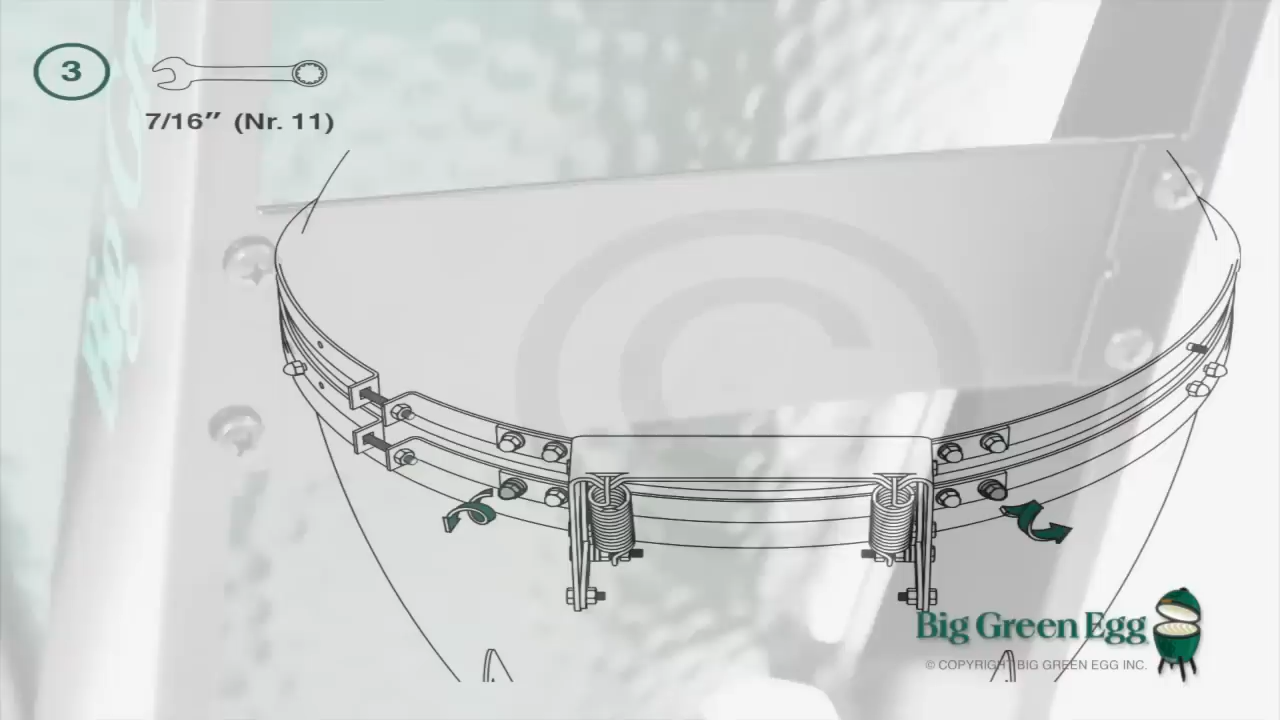 3
7/16″ (Nr. 11)
Big Green Egg
© COPYRIGHT BIG GREEN EGG INC.